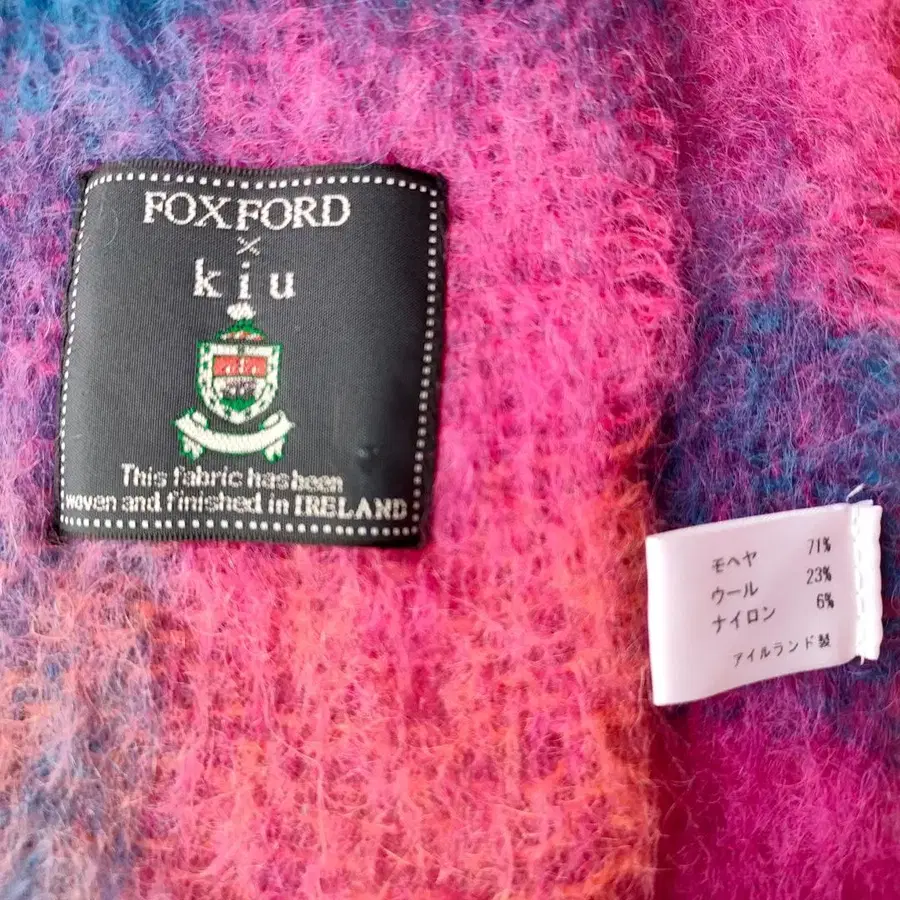 FOXFORD
×
kiu
This fabric has been
woven and finished in IRELAND
モヘヤ 71%
ウール 23%
ナイロン 6%
アイルランド製